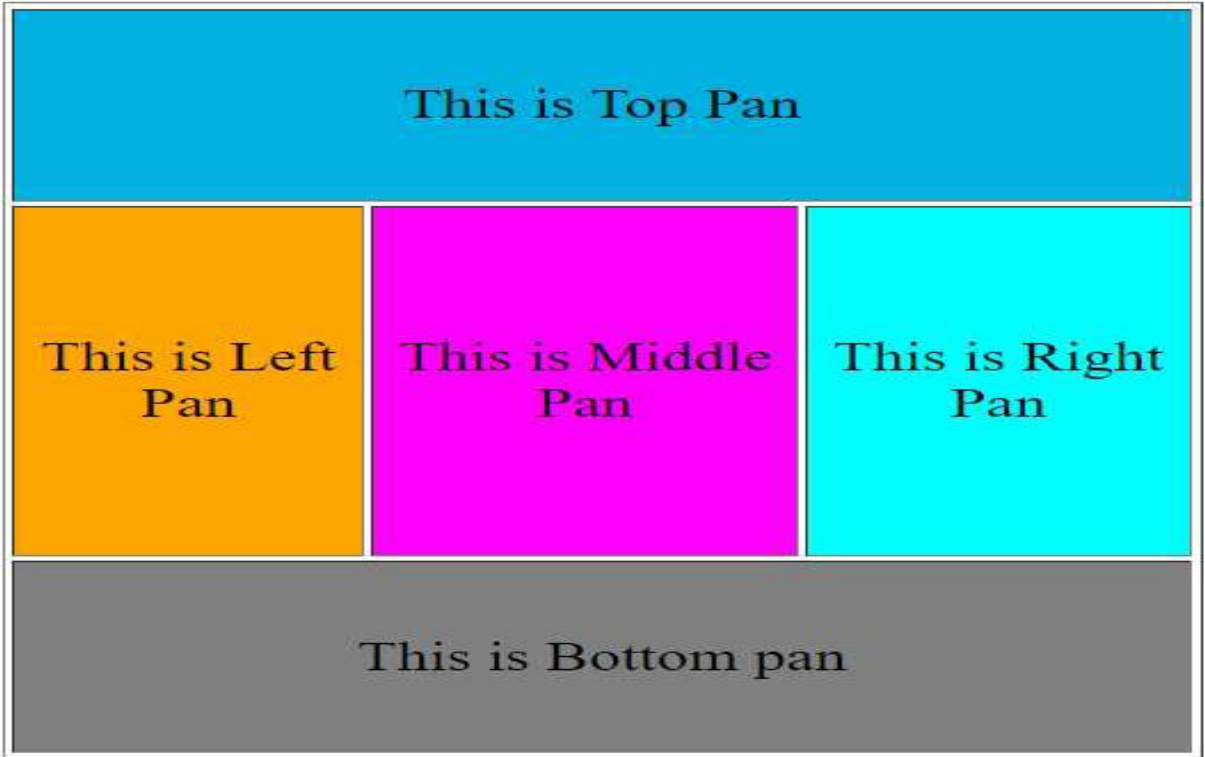 This is Top Pan
This is Left
Pan
This is Middle
Pan
This is Right
Pan
This is Bottom pan